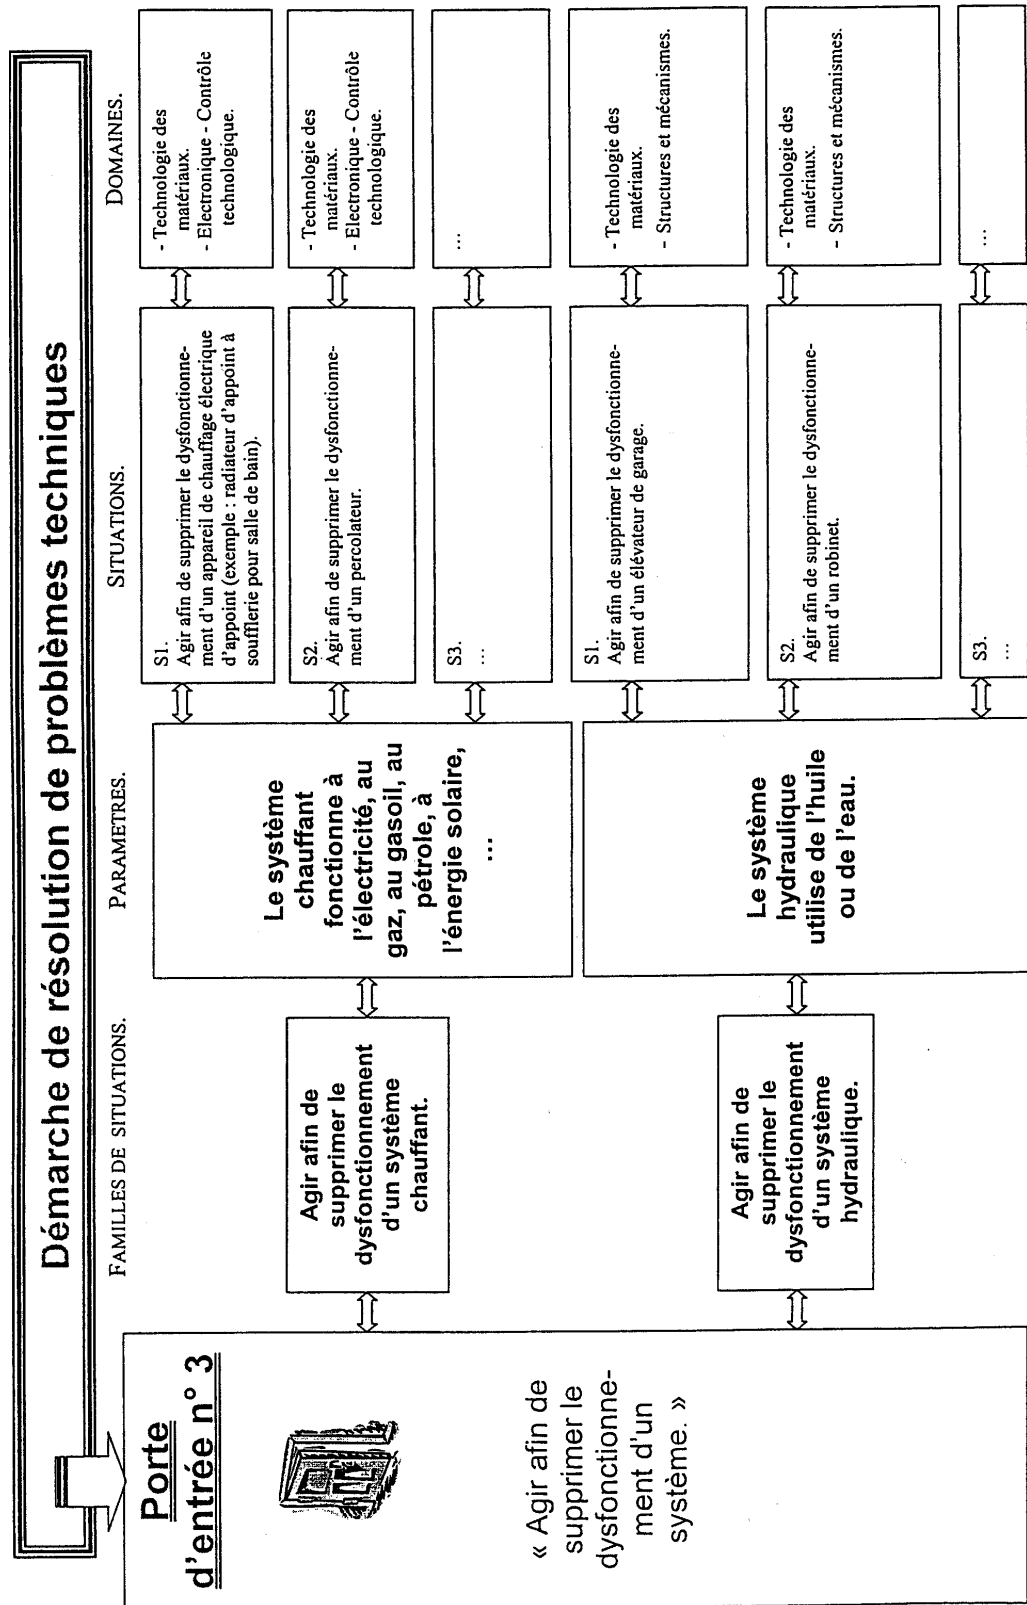 Démarche de résolution de problèmes techniques
FAMILLES DE SITUATIONS.
PARAMETRES.
SITUATIONS.
DOMAINES.
Porte
d'entrée n° 3
« Agir afin de
supprimer le
dysfonctionne-
ment d'un
système. »
Agir afin de
supprimer le
dysfonctionnement
d'un système
chauffant.
Le système
chauffant
fonctionne à
l'électricité, au
gaz, au gasoil, au
pétrole, à
l'énergie solaire,
...
S1.
Agir afin de supprimer le dysfonctionne-
ment d'un appareil de chauffage électrique
d'appoint (exemple : radiateur d'appoint à
soufflerie pour salle de bain).
- Technologie des
matériaux.
- Electronique - Contrôle
technologique.
S2.
Agir afin de supprimer le dysfonctionne-
ment d'un percolateur.
- Technologie des
matériaux.
- Electronique - Contrôle
technologique.
S3.
...
...
Agir afin de
supprimer le
dysfonctionnement
d'un système
hydraulique.
Le système
hydraulique
utilise de l'huile
ou de l'eau.
S1.
Agir afin de supprimer le dysfonctionne-
ment d'un élévateur de garage.
- Technologie des
matériaux.
- Structures et mécanismes.
S2.
Agir afin de supprimer le dysfonctionne-
ment d'un robinet.
- Technologie des
matériaux.
- Structures et mécanismes.
S3.
...
...